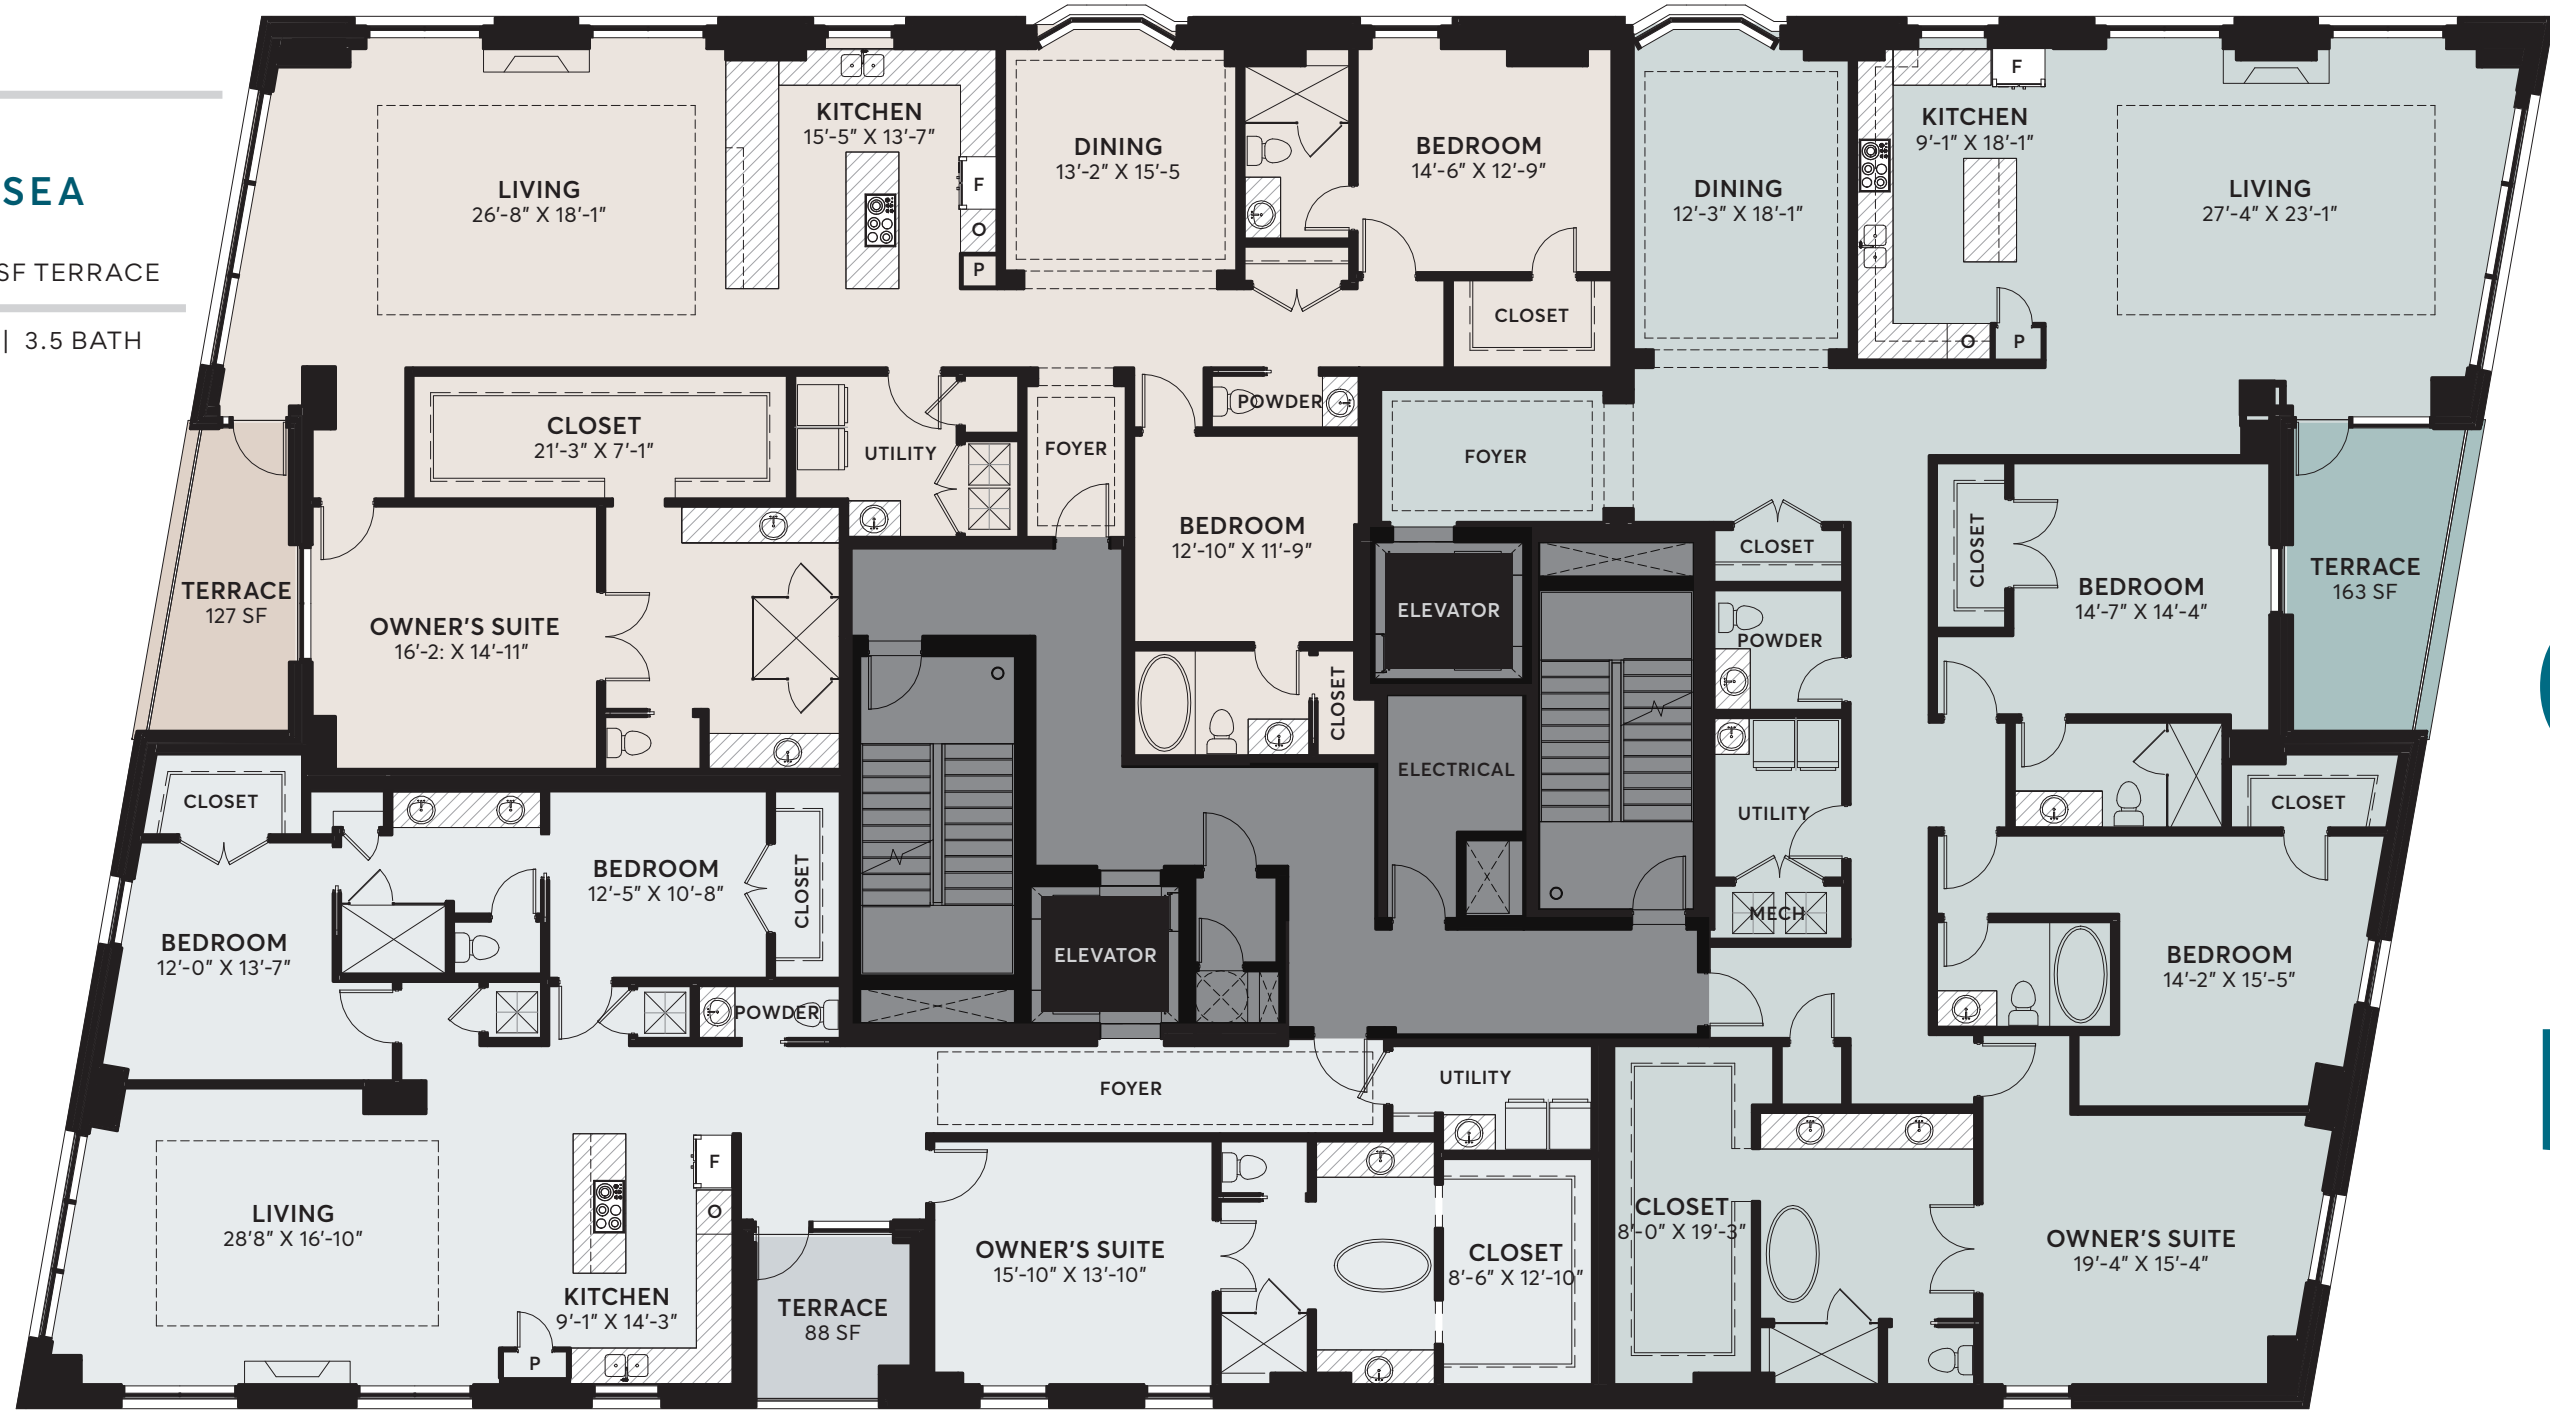 SEA
SF TERRACE
| 3.5 BATH
LIVING
26'-8" X 18'-1"
KITCHEN
15'-5" X 13'-7"
F
O
P
DINING
13'-2" X 15'-5
BEDROOM
14'-6" X 12'-9"
CLOSET
DINING
12'-3" X 18'-1"
KITCHEN
9'-1" X 18'-1"
F
O
P
LIVING
27'-4" X 23'-1"
CLOSET
21'-3" X 7'-1"
UTILITY
FOYER
POWDER
BEDROOM
12'-10" X 11'-9"
CLOSET
FOYER
TERRACE
127 SF
OWNER'S SUITE
16'-2: X 14'-11"
ELEVATOR
ELECTRICAL
CLOSET
POWDER
UTILITY
MECH
CLOSET
BEDROOM
14'-7" X 14'-4"
TERRACE
163 SF
CLOSET
BEDROOM
14'-2" X 15'-5"
CLOSET
BEDROOM
12'-0" X 13'-7"
BEDROOM
12'-5" X 10'-8"
CLOSET
POWDER
ELEVATOR
FOYER
UTILITY
LIVING
28'8" X 16'-10"
F
O
KITCHEN
9'-1" X 14'-3"
P
TERRACE
88 SF
OWNER'S SUITE
15'-10" X 13'-10"
CLOSET
8'-6" X 12'-10"
CLOSET
8'-0" X 19'-3"
OWNER'S SUITE
19'-4" X 15'-4"